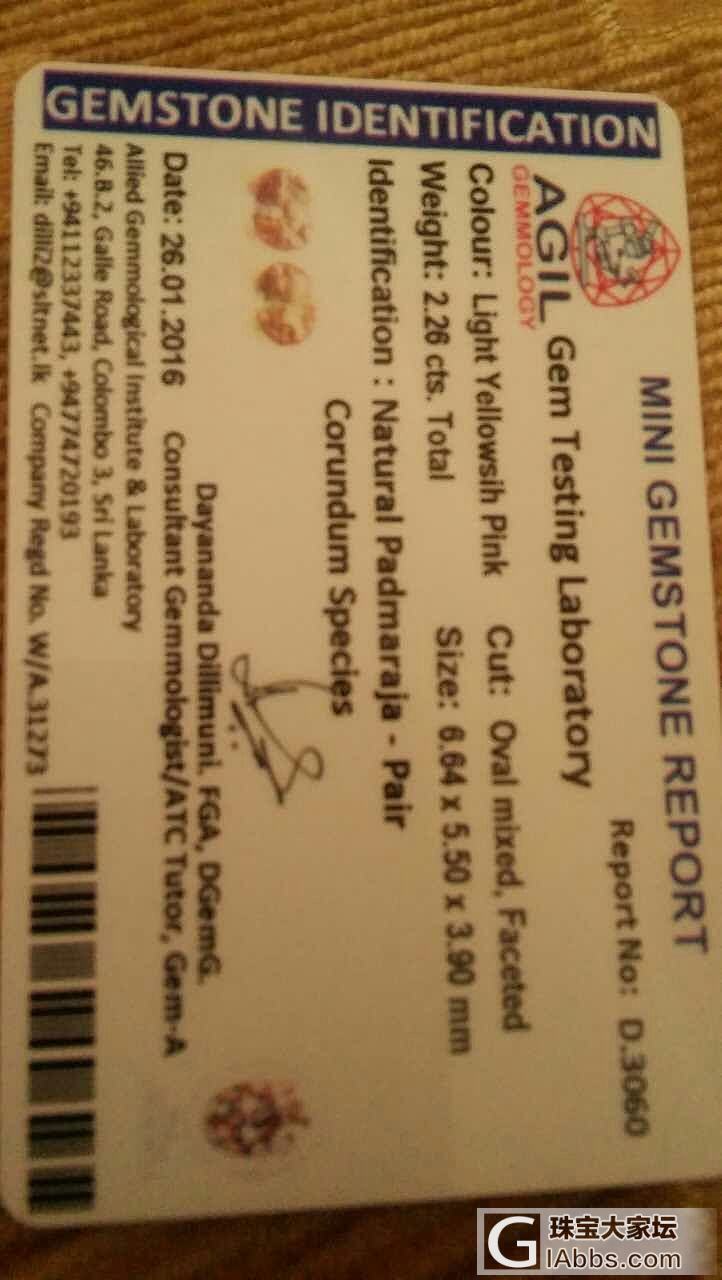 GEMSTONE IDENTIFICATION
MINI GEMSTONE REPORT
Report No: D.3060
AGIL Gem Testing Laboratory
GEMMOLOGY
Colour: Light Yellowsih Pink Cut: Oval mixed, Faceted
Weight: 2.26 cts. Total Size: 6.64 x 5.50 x 3.90 mm
Identification : Natural Padmaraja - Pair
Corundum Species
Dayananda Dillimuni. FGA, DGemG.
Date: 26.01.2016 Consultant Gemmologist/ATC Tutor, Gem-A
Allied Gemmological Institute & Laboratory
46.B.2, Galle Road, Colombo 3, Sri Lanka
Tel: +94112337443, +94774720193
Email: dilli2@sltnet.lk Company Regd No. W/A.31273
G 珠宝大家坛
GIAbbs.com